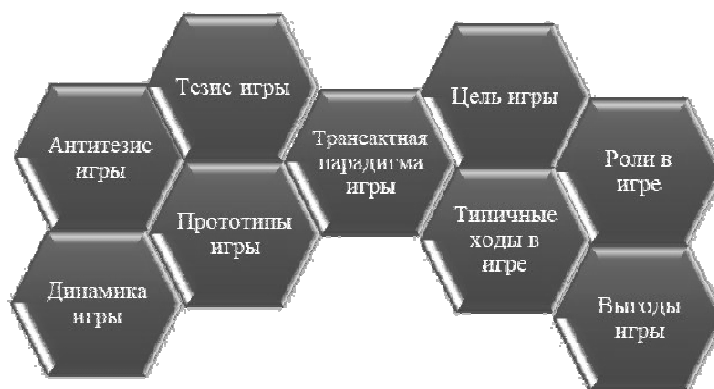 Тезис игры
Цель игры
Антитезис
игры
Трансактная
парадигма
игры
Роли в
игре
Прототипы
игры
Типичные
ходы в
игре
Динамика
игры
Выгоды
игры